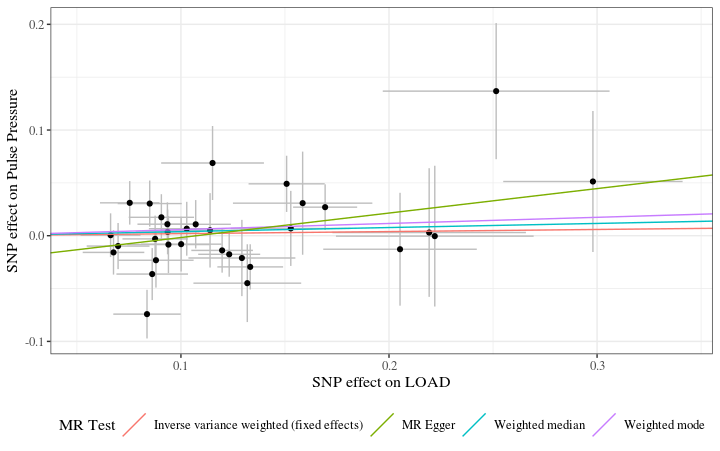 0.2
0.1
0.0
-0.1
SNP effect on Pulse Pressure
0.1 0.2 0.3
SNP effect on LOAD
MR Test Inverse variance weighted (fixed effects) MR Egger Weighted median Weighted mode